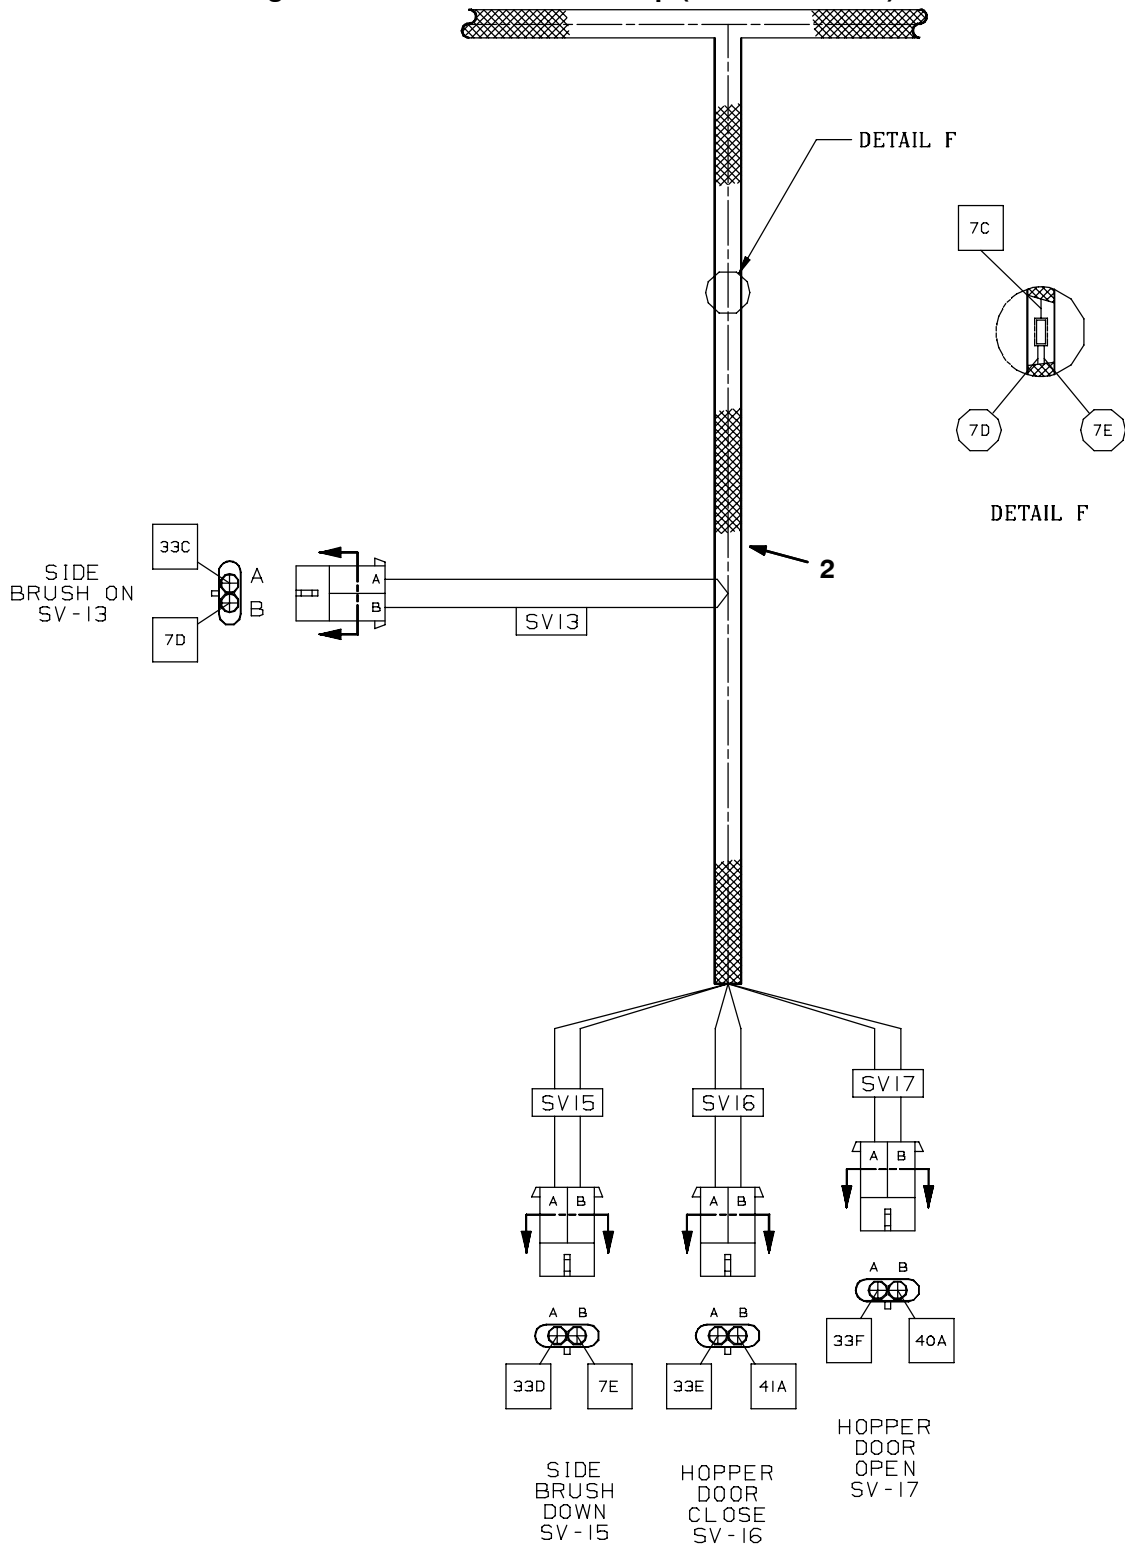 DETAIL F
7C
7D
7E
DETAIL F
33C
A
B
7D
SIDE
BRUSH ON
SV-13
A
B
SV13
2
SV15
SV16
SV17
A B
A B
A B
A B
33D
7E
A B
33E
41A
A B
33F
40A
SIDE
BRUSH
DOWN
SV-15
HOPPER
DOOR
CLOSE
SV-16
HOPPER
DOOR
OPEN
SV-17